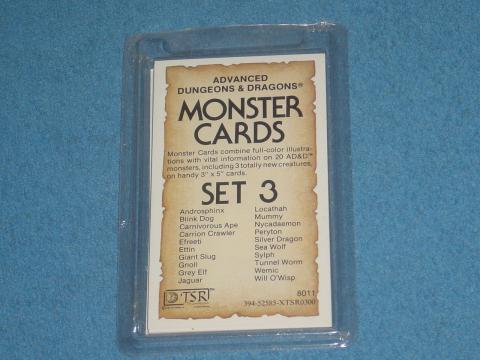 ADVANCED
DUNGEONS & DRAGONS®
MONSTER
CARDS
Monster Cards combine full-color illustra-
tions with vital information on 20 AD&D™
monsters, including 3 totally new creatures,
on handy 3" x 5" cards.
SET 3
Androsphinx
Blink Dog
Carnivorous Ape
Carrion Crawler
Efreeti
Ettin
Giant Slug
Gnoll
Grey Elf
Jaguar
Locathah
Mummy
Nycadaemon
Peryton
Silver Dragon
Sea Wolf
Sylph
Tunnel Worm
Wemic
Will O'Wisp
TSR
8011
394-52585-XTSR0300